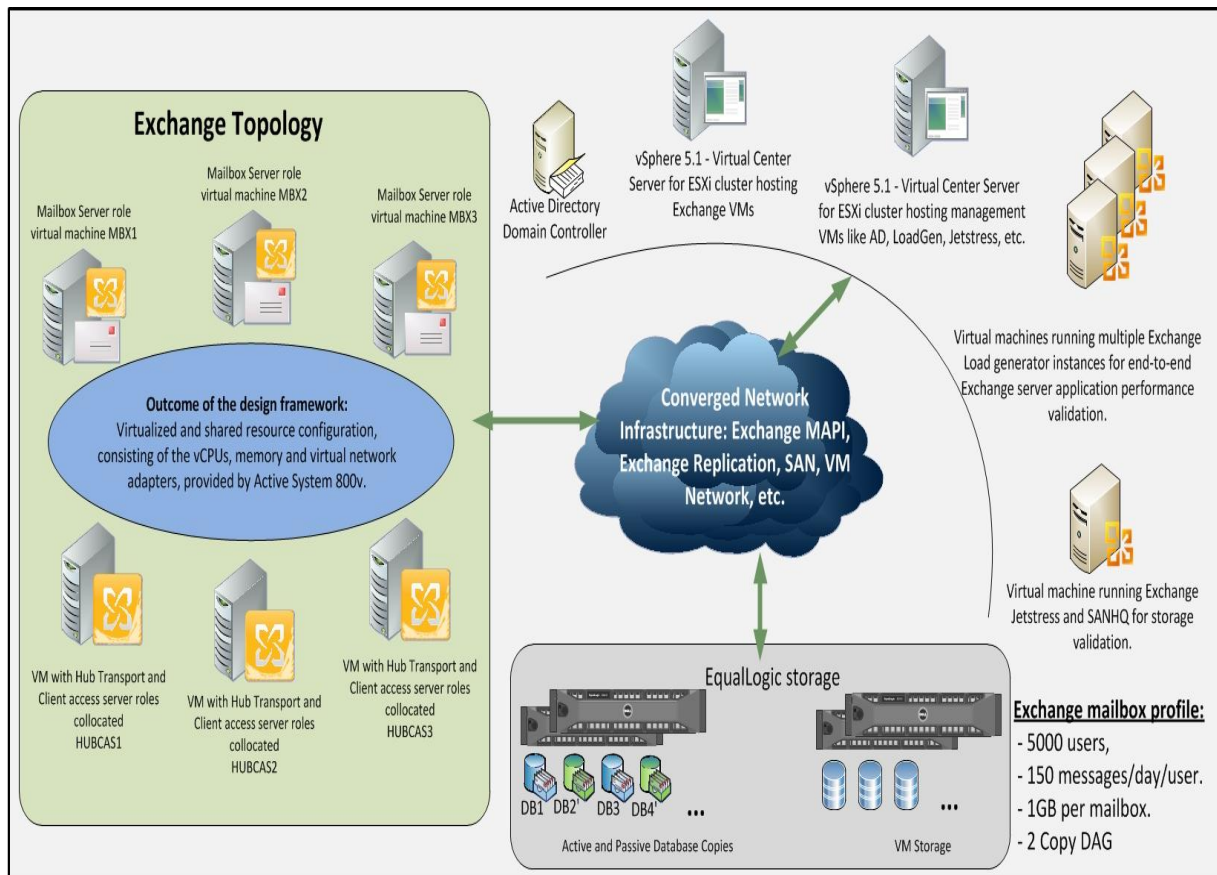 Exchange Topology
Mailbox Server role
virtual machine MBX1
Mailbox Server role
virtual machine MBX2
Mailbox Server role
virtual machine MBX3
Outcome of the design framework:
Virtualized and shared resource configuration,
consisting of the vCPUs, memory and virtual network
adapters, provided by Active System 800v.
VM with Hub Transport and
Client access server roles
collocated
HUBCAS1
VM with Hub Transport and
Client access server roles
collocated
HUBCAS2
VM with Hub Transport and
Client access server roles
collocated
HUBCAS3
Active Directory
Domain Controller
vSphere 5.1 - Virtual Center
Server for ESXi cluster hosting
Exchange VMs
vSphere 5.1 - Virtual Center Server
for ESXi cluster hosting management
VMs like AD, LoadGen, Jetstress, etc.
Virtual machines running multiple Exchange
Load generator instances for end-to-end
Exchange server application performance
validation.
Converged Network
Infrastructure: Exchange MAPI,
Exchange Replication, SAN, VM
Network, etc.
Virtual machine running Exchange
Jetstress and SANHQ for storage
validation.
EqualLogic storage
DB1 DB2' DB3 DB4' ...
Active and Passive Database Copies
...
VM Storage
Exchange mailbox profile:
- 5000 users,
- 150 messages/day/user.
- 1GB per mailbox.
- 2 Copy DAG